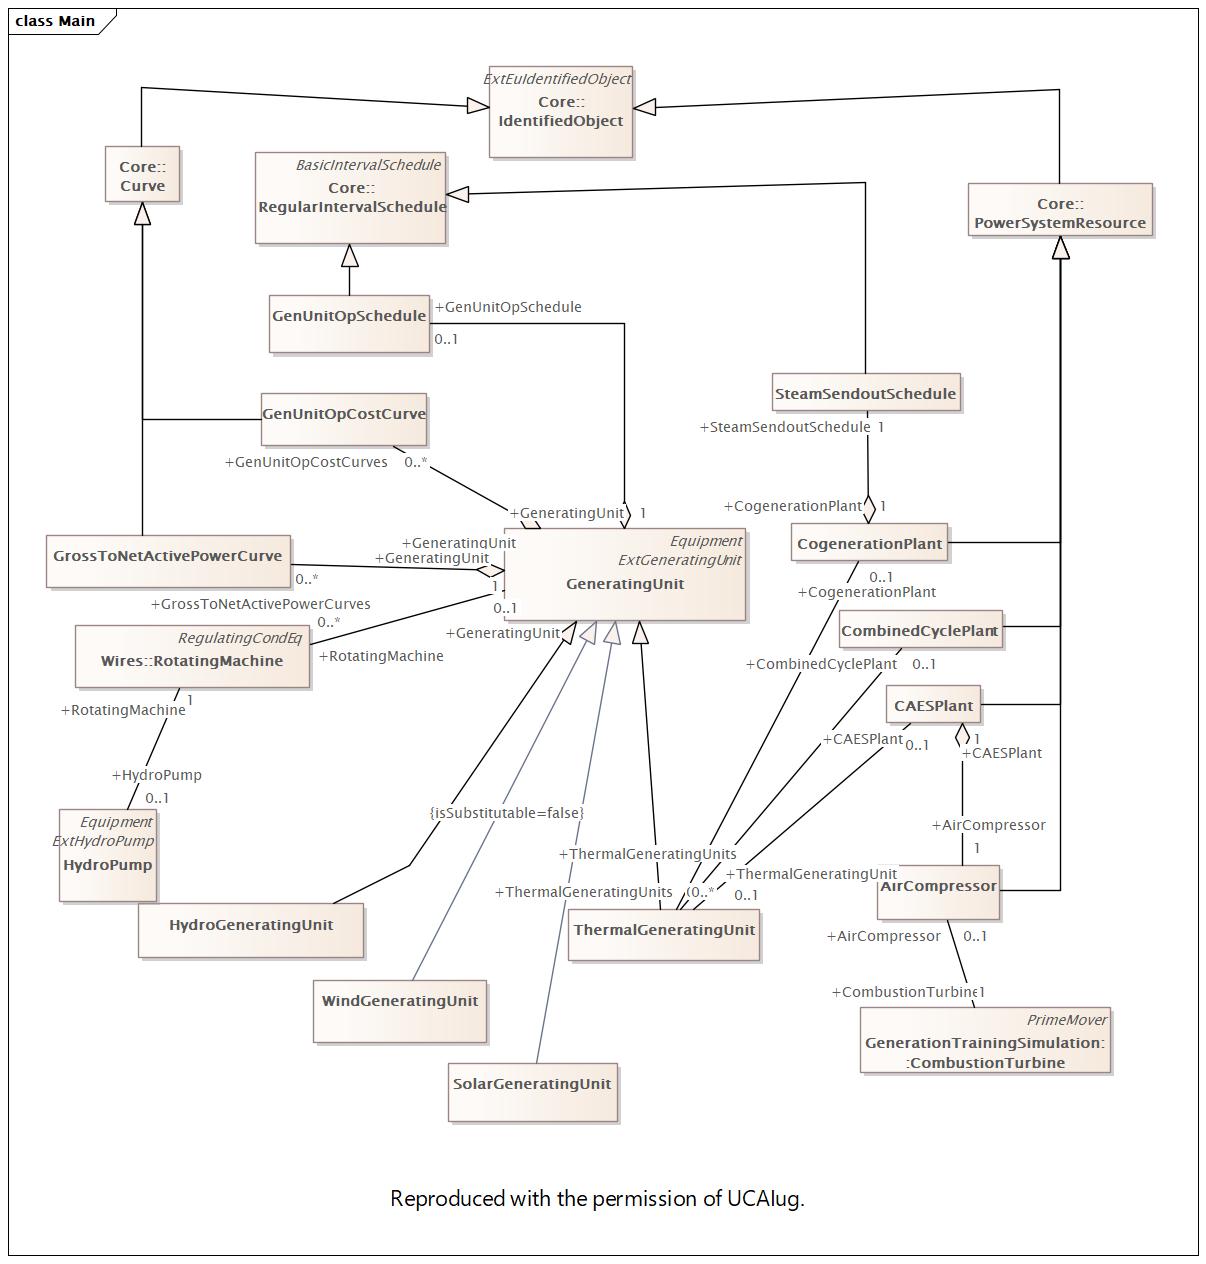 class Main
ExtEuIdentifiedObject
Core::
IdentifiedObject
Core::
Curve
BasicIntervalSchedule
Core::
RegularIntervalSchedule
Core::
PowerSystemResource
GenUnitOpSchedule
+GenUnitOpSchedule
0..1
SteamSendoutSchedule
+SteamSendoutSchedule 1
GenUnitOpCostCurve
+GenUnitOpCostCurves 0..*
+GeneratingUnit 1
+CogenerationPlant 1
CogenerationPlant
0..1
+CogenerationPlant
+GeneratingUnit
+GeneratingUnit
1
0..1
Equipment
ExtGeneratingUnit
GeneratingUnit
GrossToNetActivePowerCurve
0..*
+GrossToNetActivePowerCurves
0..*
+GeneratingUnit
RegulatingCondEq
Wires::RotatingMachine
+RotatingMachine
CombinedCyclePlant
+CombinedCyclePlant 0..1
CAESPlant
+CAESPlant 0..1
1
+CAESPlant
1
+RotatingMachine
+HydroPump
0..1
Equipment
ExtHydroPump
HydroPump
{isSubstitutable=false}
+AirCompressor
1
+ThermalGeneratingUnits
+ThermalGeneratingUnit
+ThermalGeneratingUnits (0..* 0..1
AirCompressor
HydroGeneratingUnit
ThermalGeneratingUnit
+AirCompressor 0..1
WindGeneratingUnit
+CombustionTurbine 1
PrimeMover
GenerationTrainingSimulation:
:CombustionTurbine
SolarGeneratingUnit
Reproduced with the permission of UCAIug.